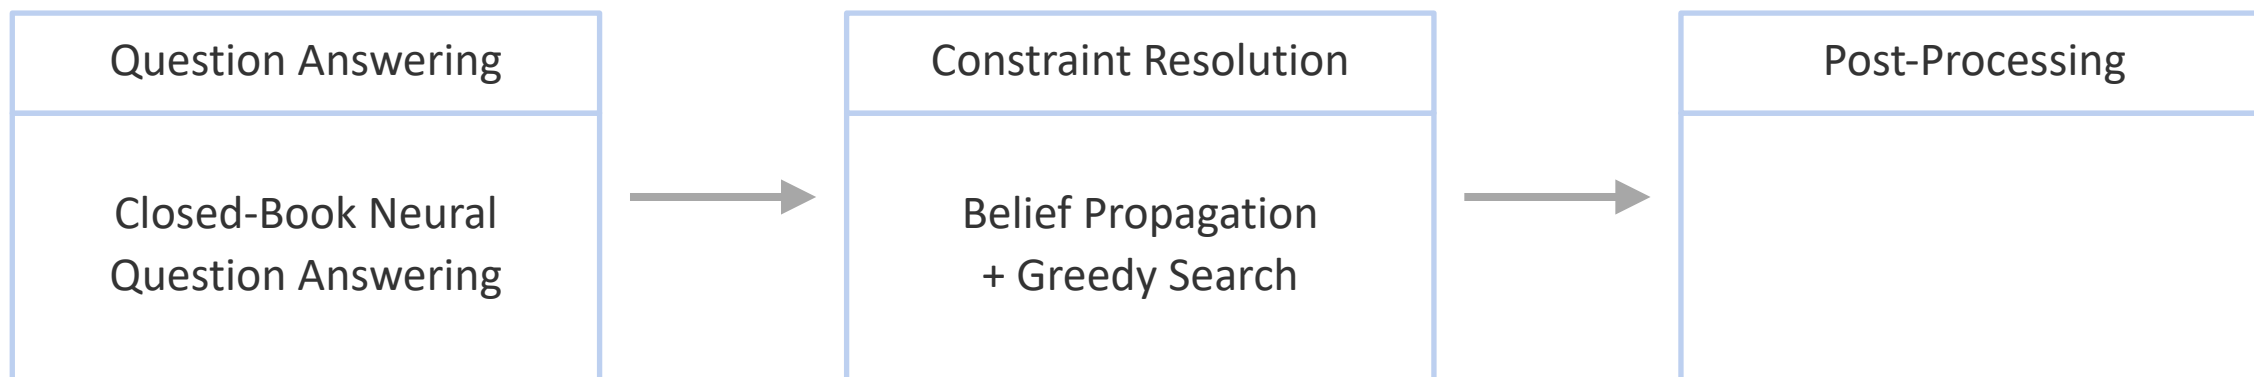 Question Answering
Closed-Book Neural
Question Answering
Constraint Resolution
Belief Propagation
+ Greedy Search
Post-Processing